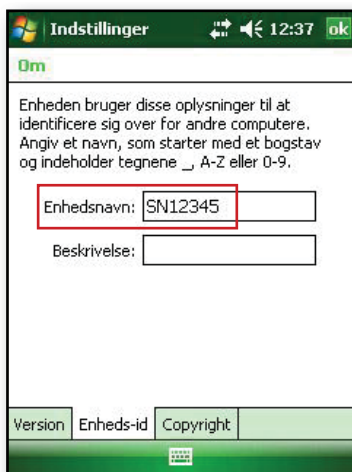 Indstillinger 12:37 ok
Om
Enheden bruger disse oplysninger til at
identificere sig over for andre computere.
Angiv et navn, som starter med et bogstav
og indeholder tegnene _, A-Z eller 0-9.
Enhedsnavn: SN12345
Beskrivelse:
Version Enheds-id Copyright